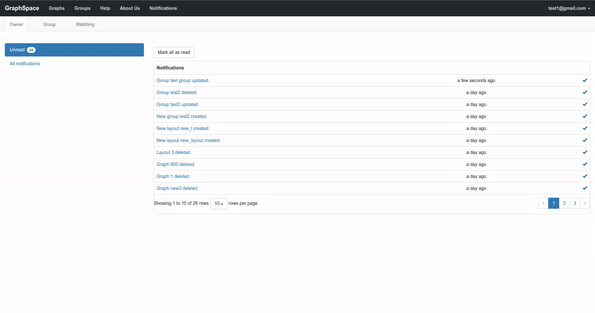 GraphSpace Graphs Groups Help About Us Notifications test1@gmail.com
Owner Group Watching
Unread
All notifications
Mark all as read
Notifications
Group test group updated. a few seconds ago
Group test2 deleted. a day ago
Group test2 updated. a day ago
New group test2 created. a day ago
New layout new_l created. a day ago
New layout new_layout created. a day ago
Layout 3 deleted. a day ago
Graph 900 deleted. a day ago
Graph 1 deleted. a day ago
Graph new2 deleted. a day ago
Showing 1 to 10 of 26 rows 10 rows per page ‹ 1 2 3 ›